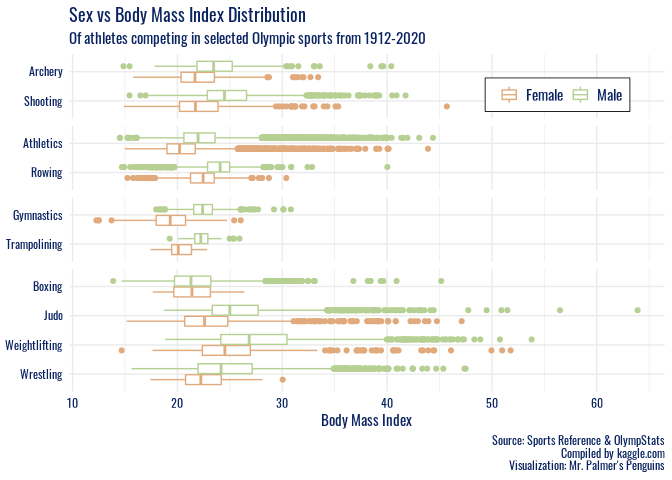 Sex vs Body Mass Index Distribution
Of athletes competing in selected Olympic sports from 1912-2020
Archery
Shooting
Female Male
Athletics
Rowing
Gymnastics
Trampolining
Boxing
Judo
Weightlifting
Wrestling
10 20 30 40 50 60
Body Mass Index
Source: Sports Reference & OlympStats
Compiled by kaggle.com
Visualization: Mr. Palmer's Penguins